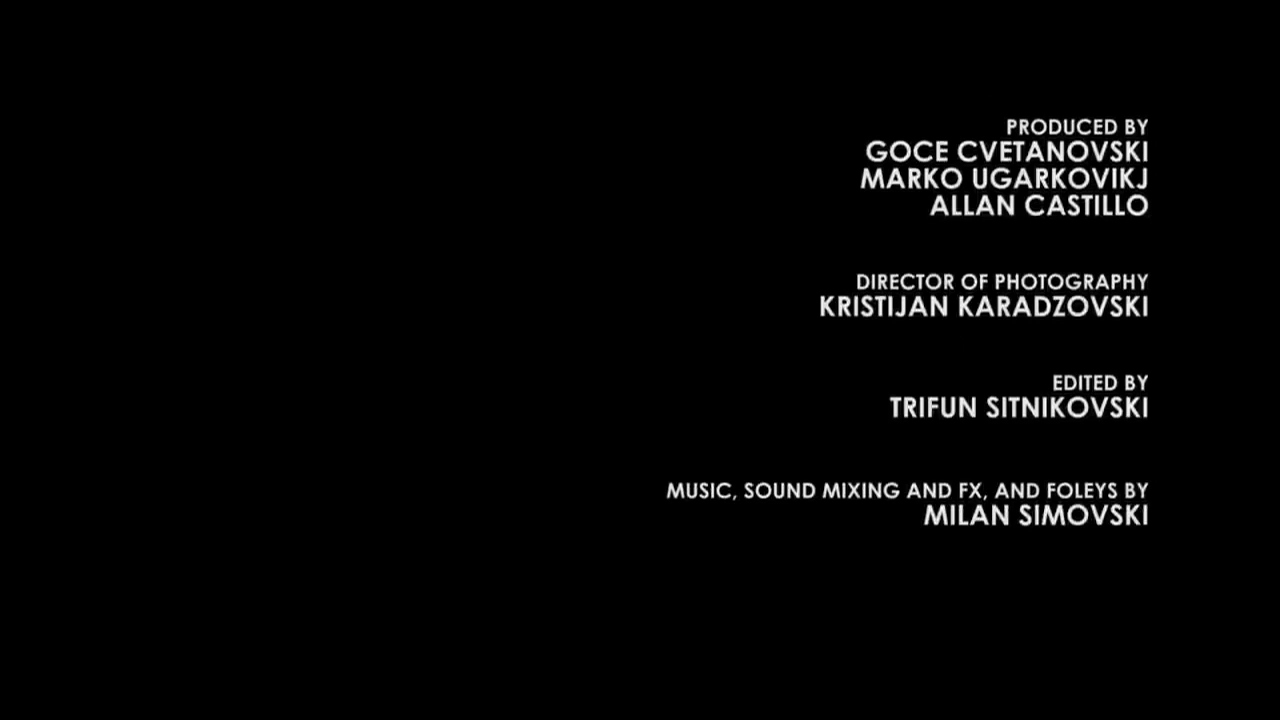 PRODUCED BY
GOCE CVETANOVSKI
MARKO UGARKOVIKJ
ALLAN CASTILLO
DIRECTOR OF PHOTOGRAPHY
KRISTIJAN KARADZOVSKI
EDITED BY
TRIFUN SITNIKOVSKI
MUSIC, SOUND MIXING AND FX, AND FOLEYS BY
MILAN SIMOVSKI